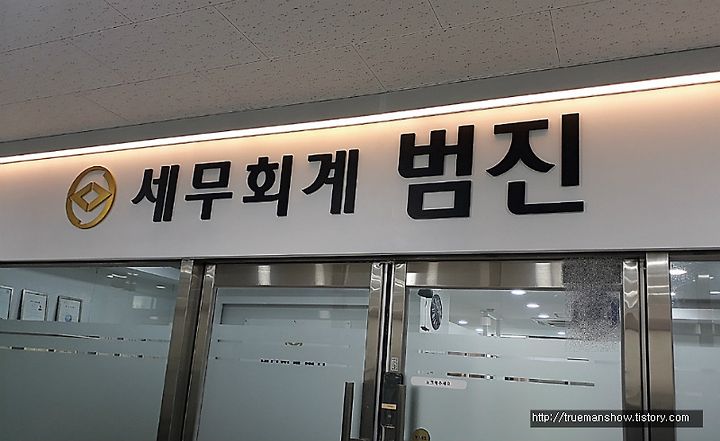 세무회계 범진
http://truemanshow.tistory.com